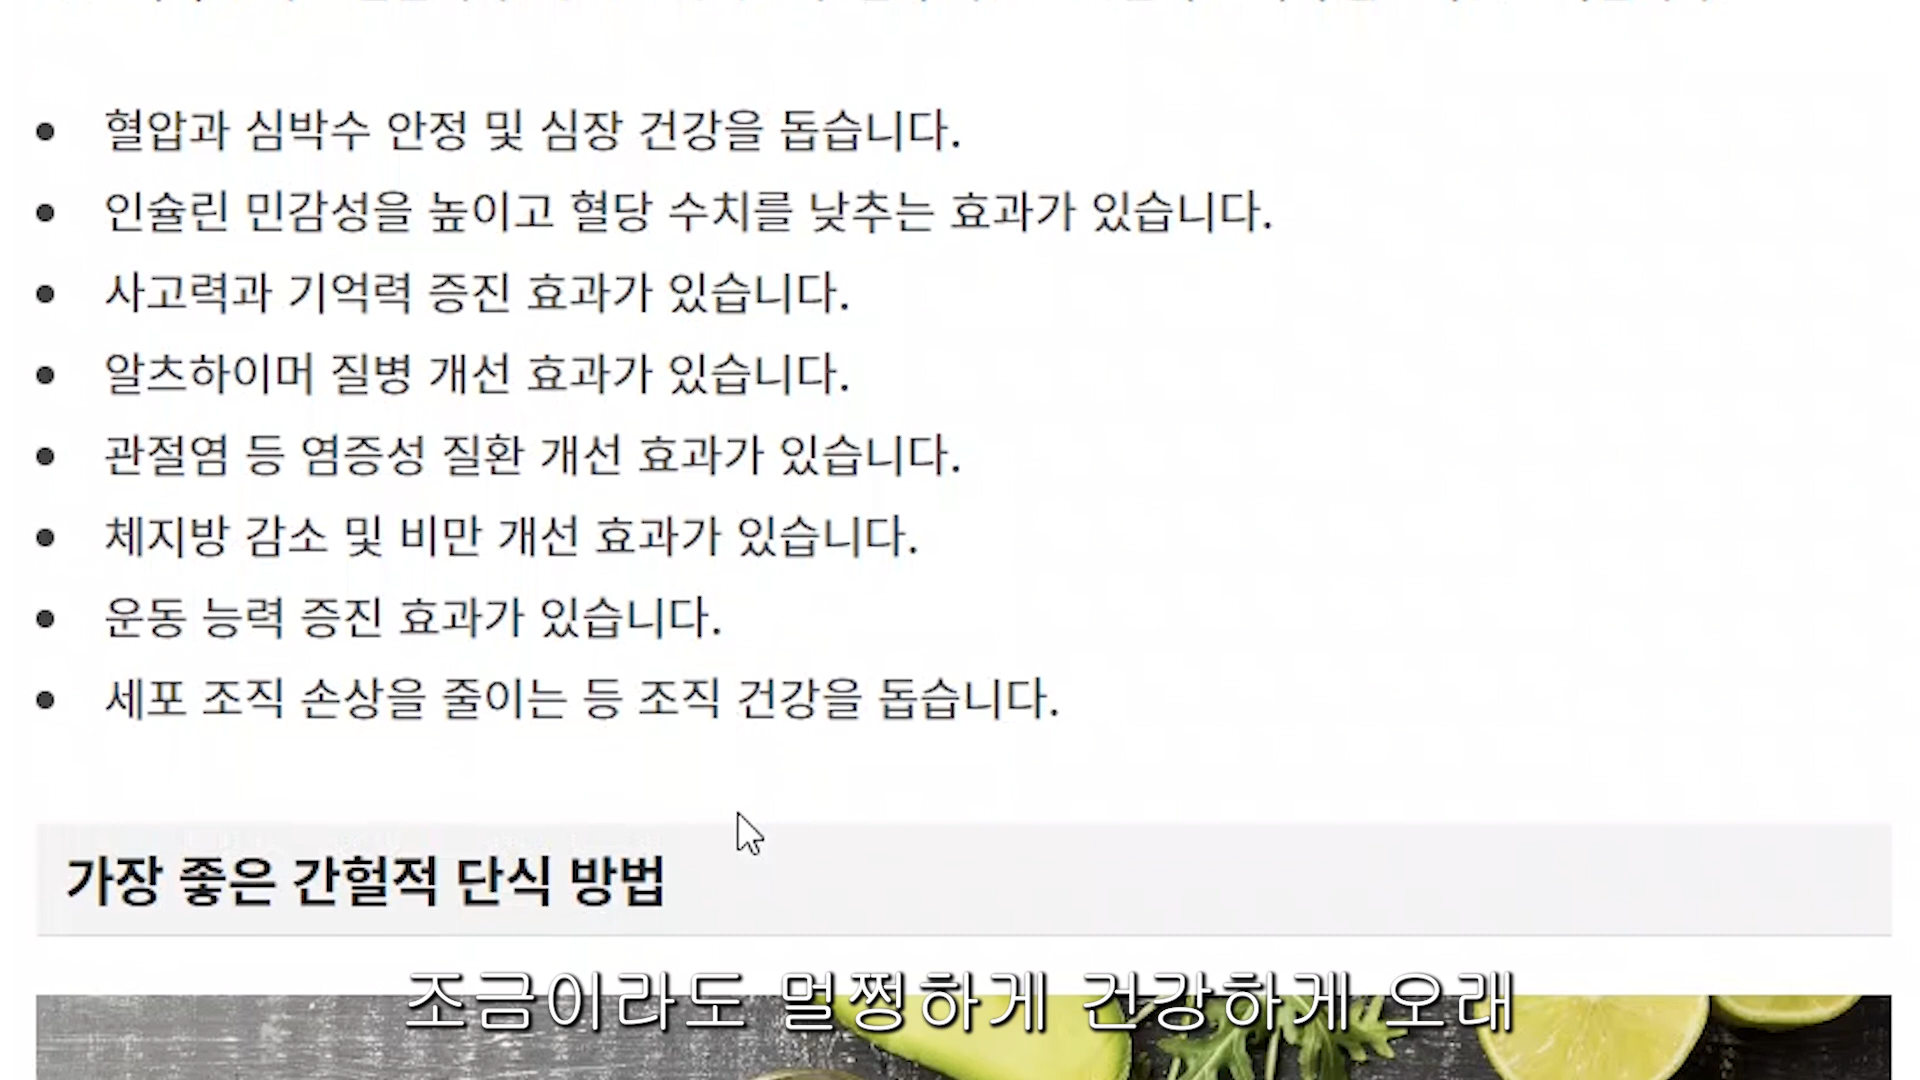 혈압과 심박수 안정 및 심장 건강을 돕습니다.
인슐린 민감성을 높이고 혈당 수치를 낮추는 효과가 있습니다.
사고력과 기억력 증진 효과가 있습니다.
알츠하이머 질병 개선 효과가 있습니다.
관절염 등 염증성 질환 개선 효과가 있습니다.
체지방 감소 및 비만 개선 효과가 있습니다.
운동 능력 증진 효과가 있습니다.
세포 조직 손상을 줄이는 등 조직 건강을 돕습니다.
가장 좋은 간헐적 단식 방법
조금이라도 멀쩡하게 건강하게 오래